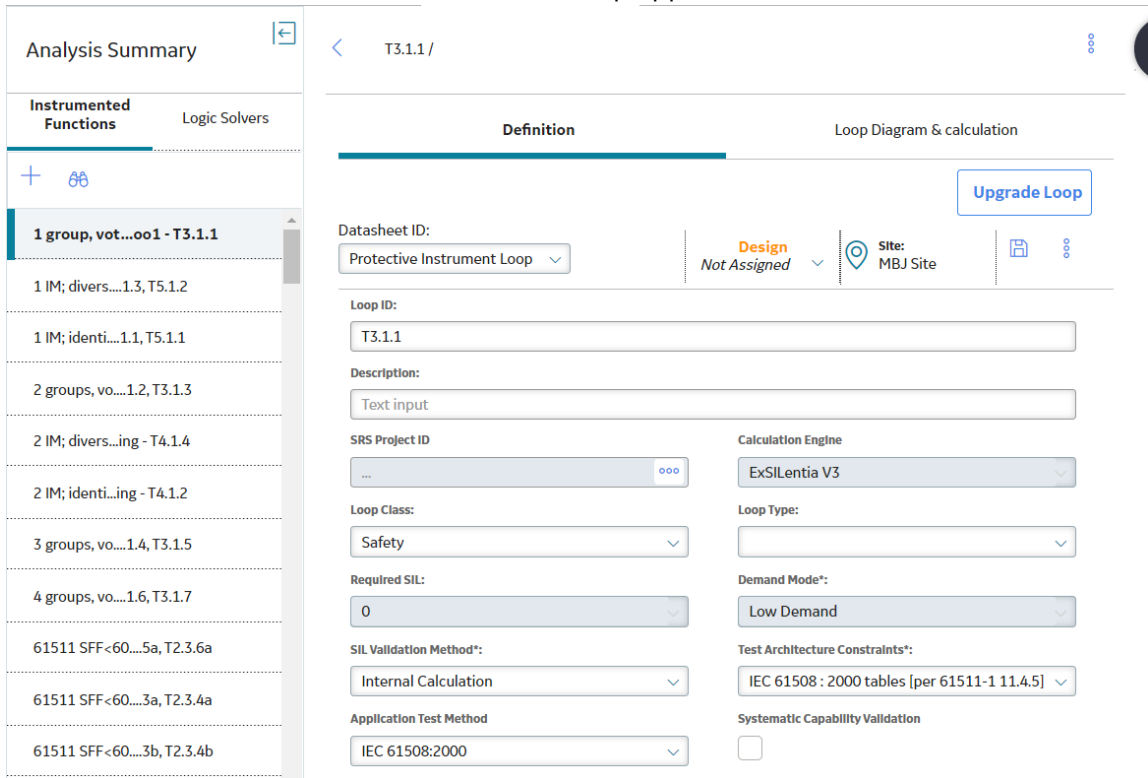 Analysis Summary
Instrumented
Functions
Logic Solvers
1 group, vot...oo1 - T3.1.1
1 IM; divers....1.3, T5.1.2
1 IM; identi....1.1, T5.1.1
2 groups, vo....1.2, T3.1.3
2 IM; divers...ing - T4.1.4
2 IM; identi...ing - T4.1.2
3 groups, vo....1.4, T3.1.5
4 groups, vo....1.6, T3.1.7
61511 SFF<60....5a, T2.3.6a
61511 SFF<60....3a, T2.3.4a
61511 SFF<60....3b, T2.3.4b
T3.1.1 /
Definition
Loop Diagram & calculation
Upgrade Loop
Datasheet ID:
Protective Instrument Loop
Design
Not Assigned
Site:
MBJ Site
Loop ID:
T3.1.1
Description:
Text input
SRS Project ID
...
Calculation Engine
ExSILentia V3
Loop Class:
Safety
Loop Type:
Required SIL:
0
Demand Mode*:
Low Demand
SIL Validation Method*:
Internal Calculation
Test Architecture Constraints*:
IEC 61508 : 2000 tables [per 61511-1 11.4.5]
Application Test Method
IEC 61508:2000
Systematic Capability Validation